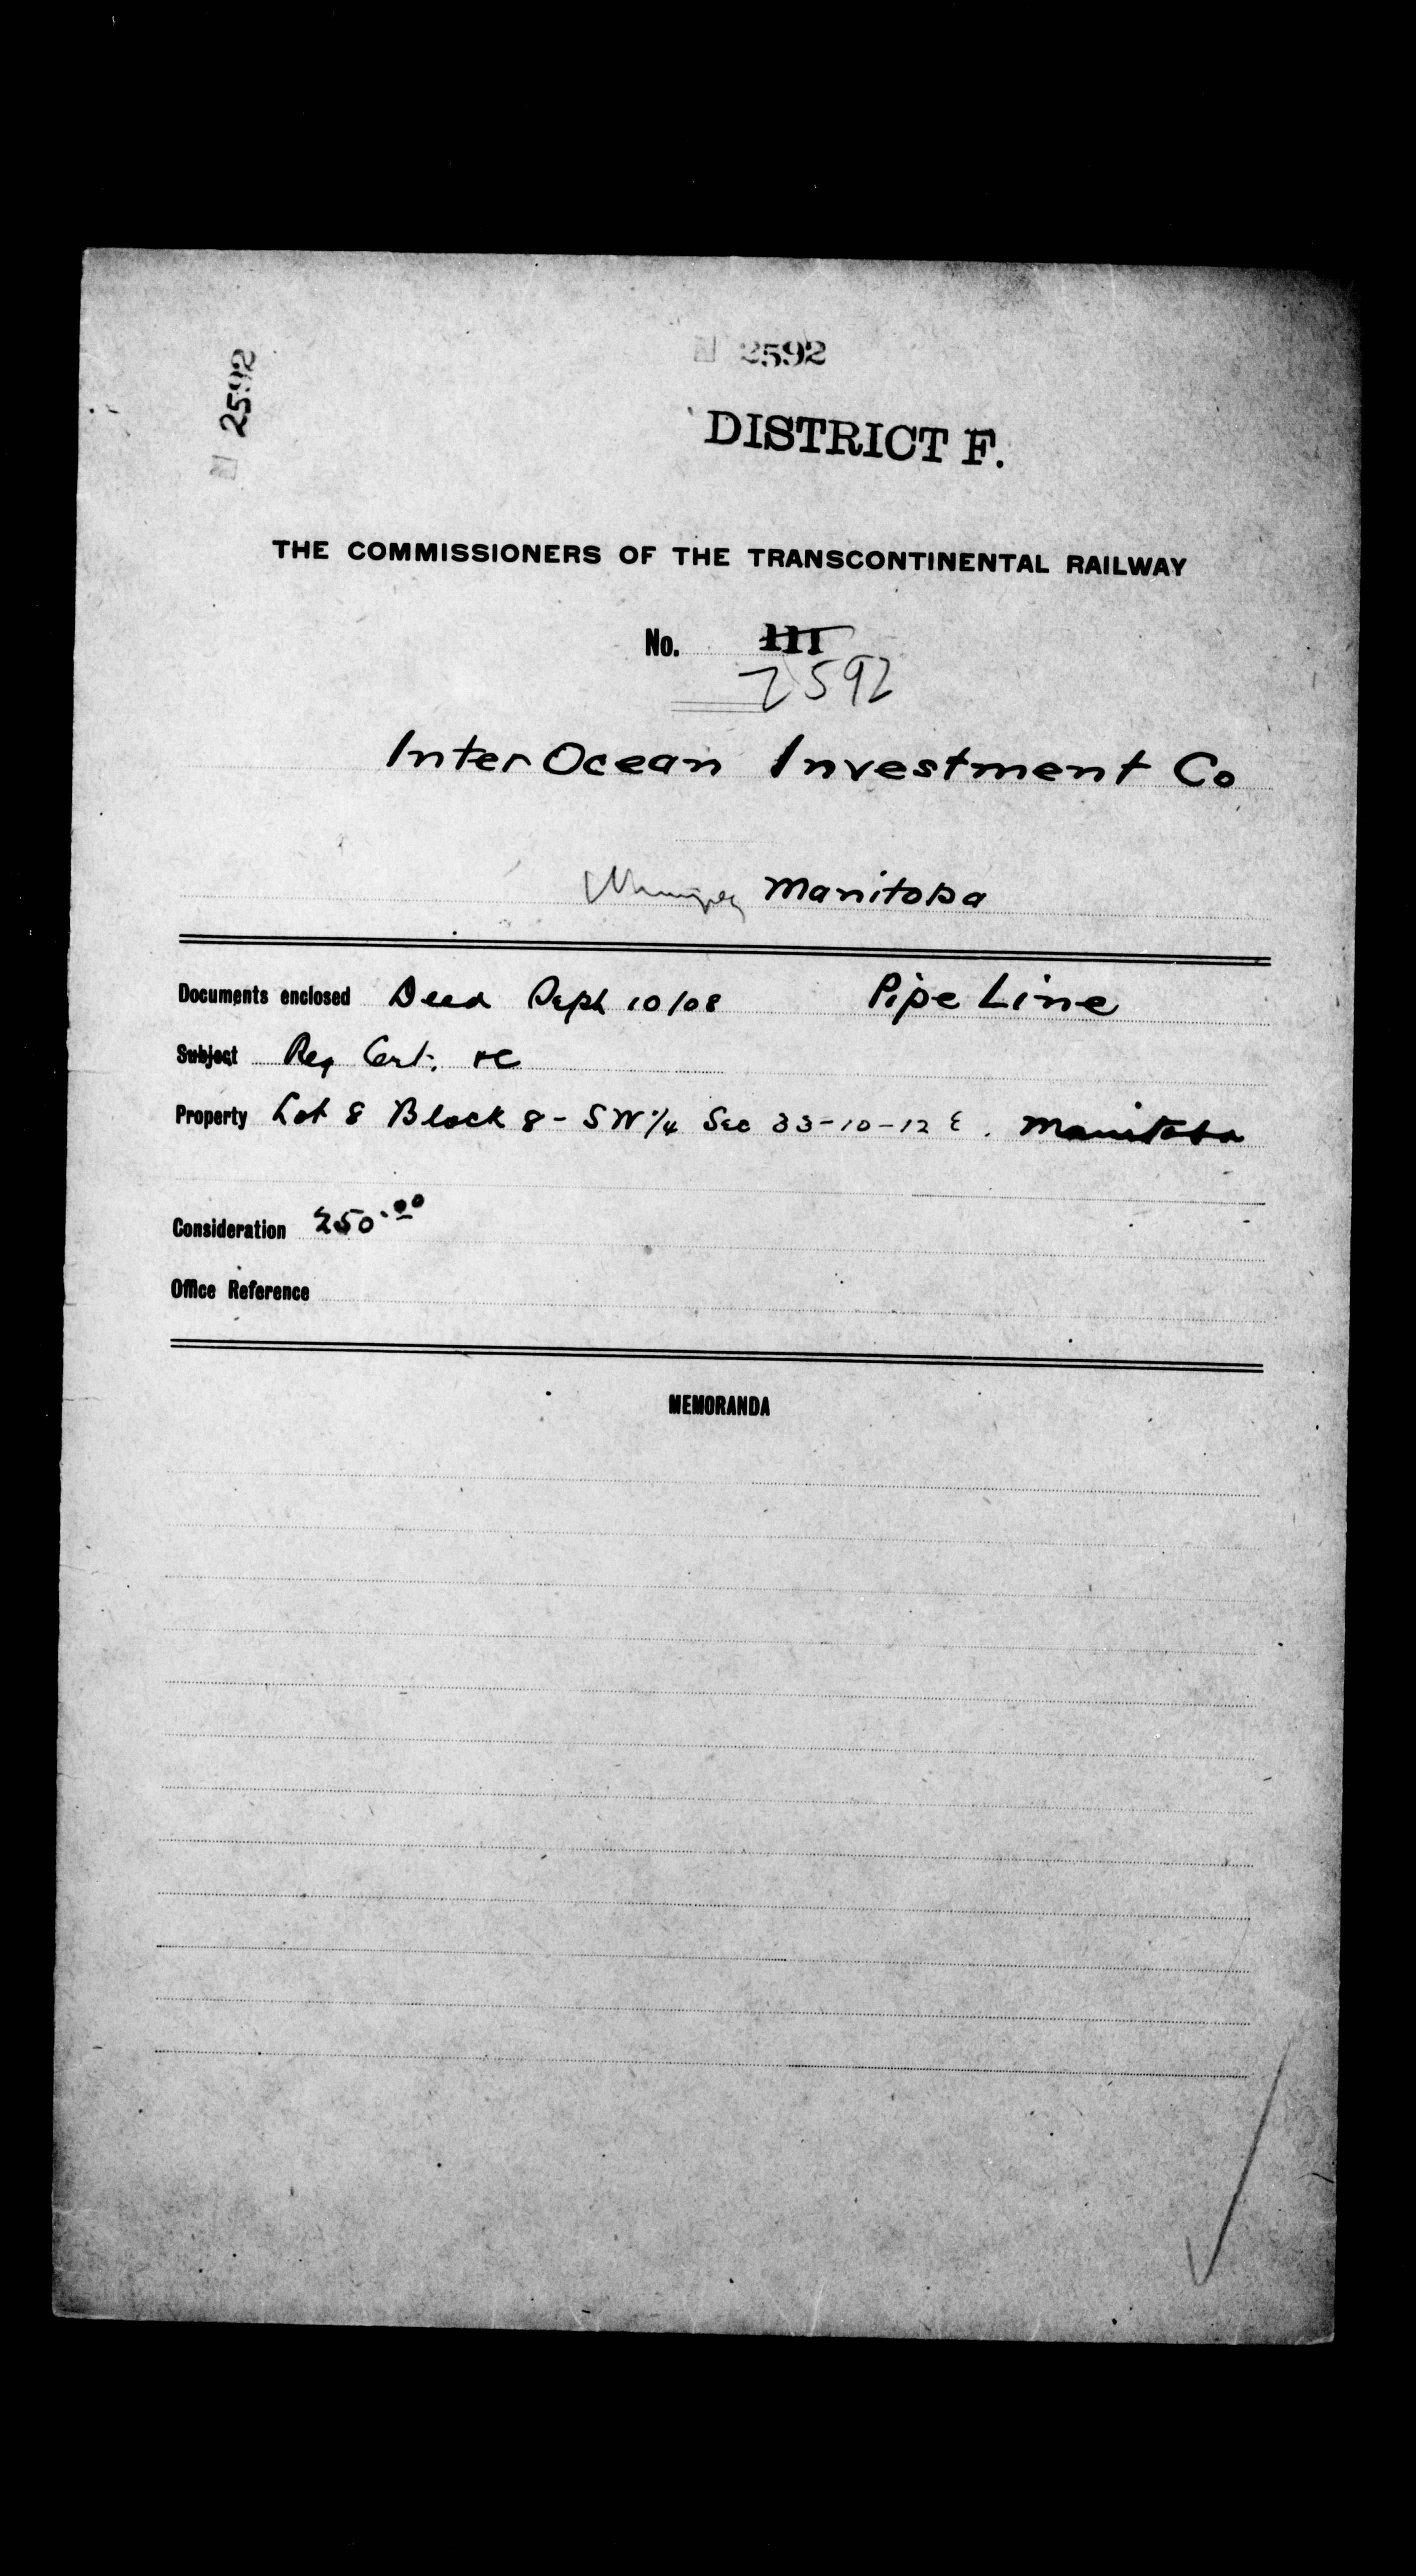 2592
2592
DISTRICT F.
THE COMMISSIONERS OF THE TRANSCONTINENTAL RAILWAY
No. 111
2592
Inter Ocean Investment Co
Winnipeg Manitoba
Documents enclosed Deed Sept 10/08 Pipe Line
Subject Reg Cert. &c
Property Lot 8 Block 8 - SW 1/4 Sec 33-10-12 E. Manitoba
Consideration 250.00
Office Reference
MEMORANDA